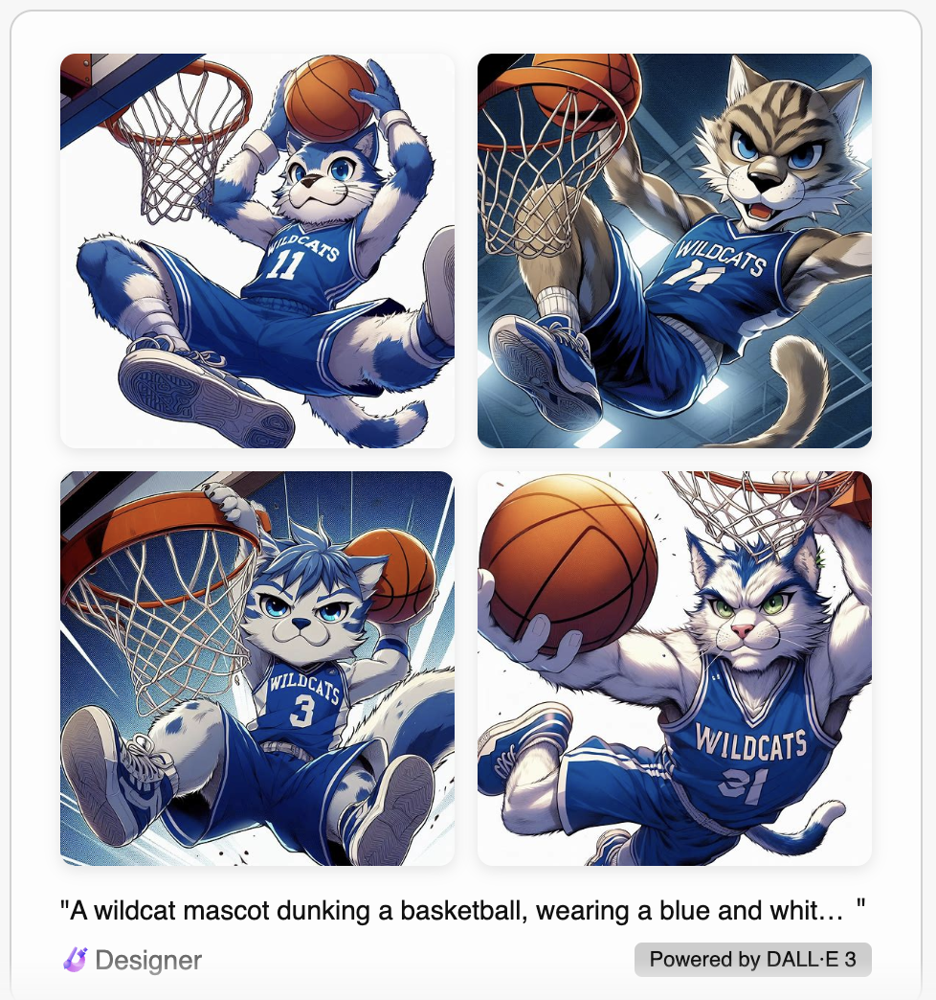 WILDCATS
11
WILDCATS
WILDCATS
3
WILDCATS
31
"A wildcat mascot dunking a basketball, wearing a blue and whit... "
Designer
Powered by DALL·E 3